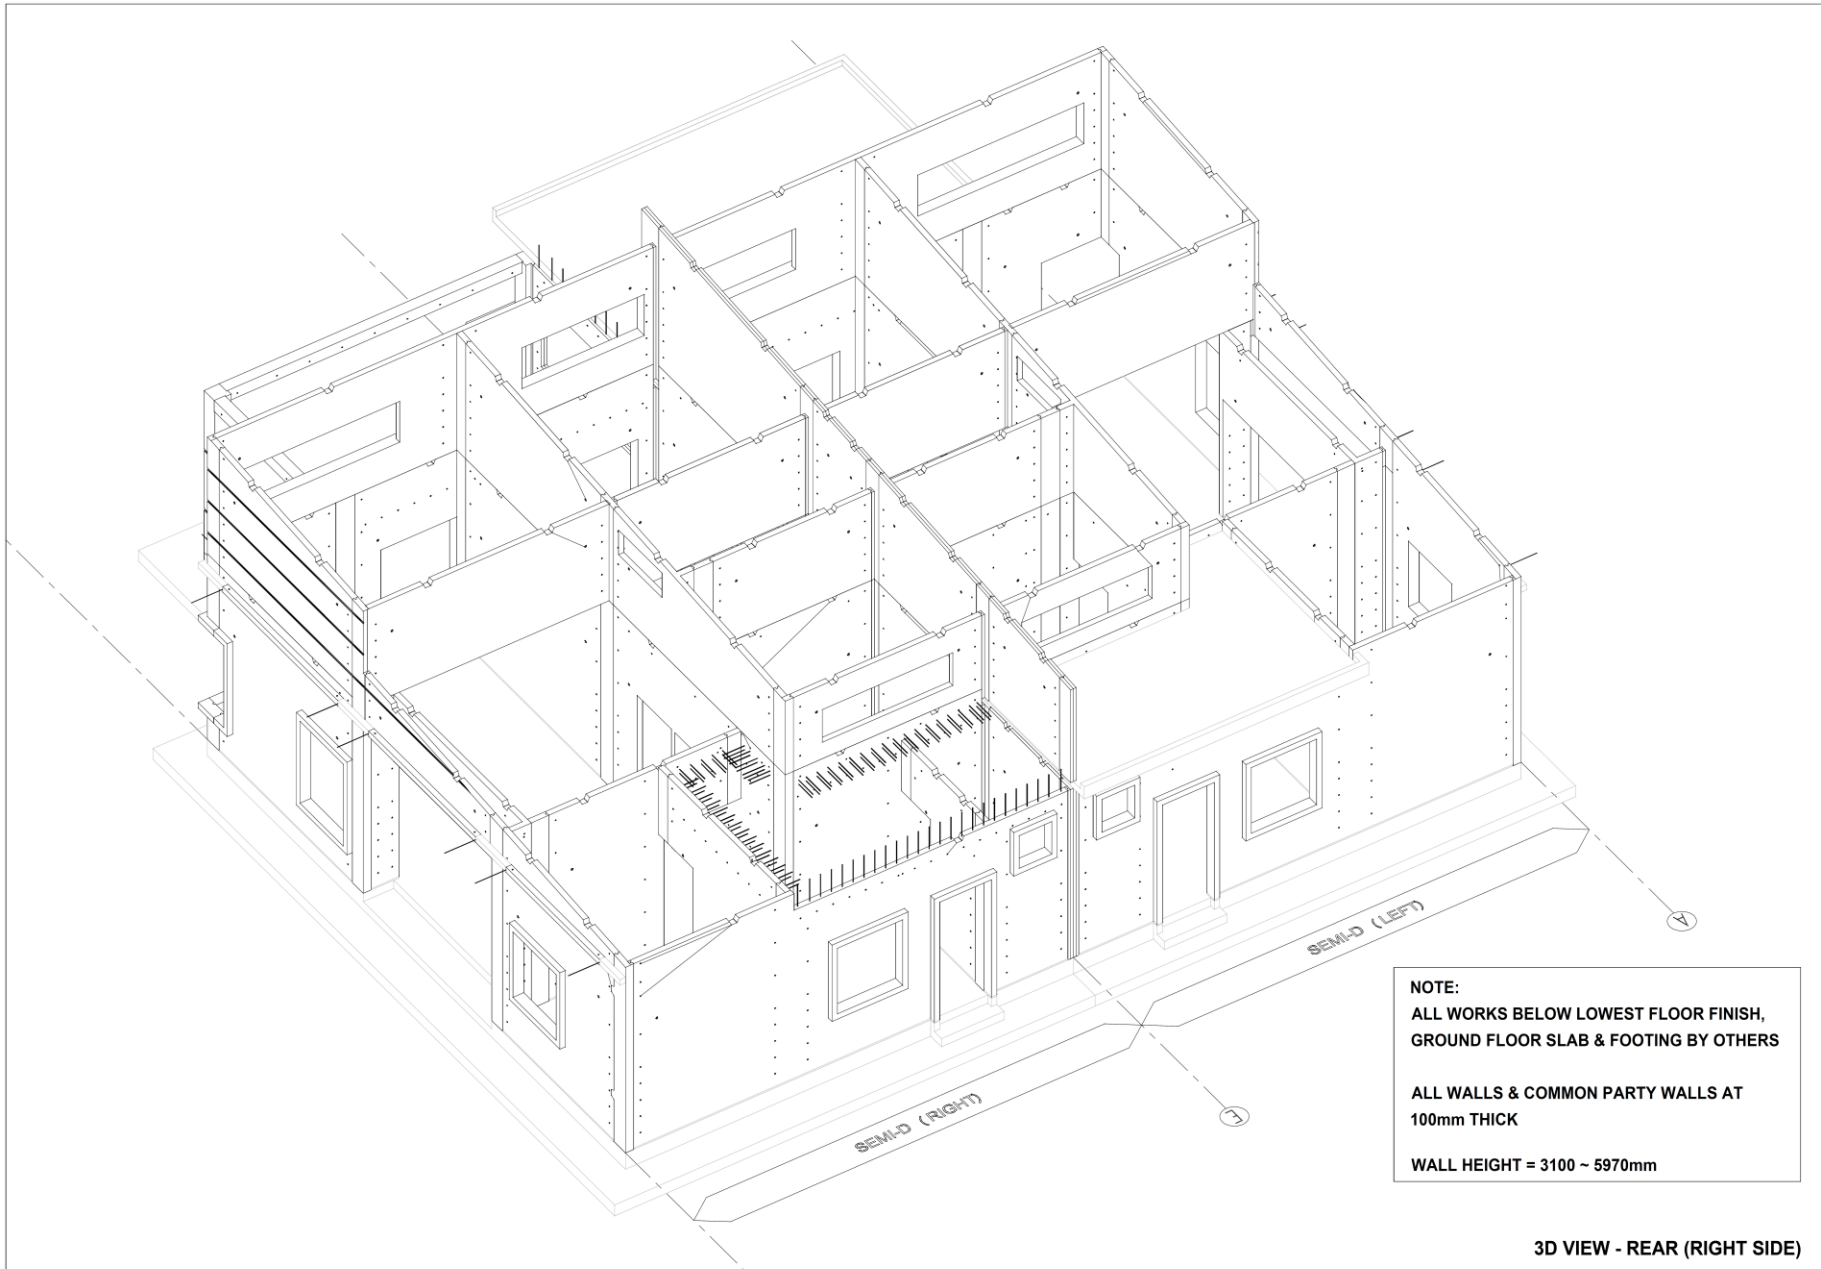 A
SEMI-D (LEFT)
E
SEMI-D (RIGHT)
NOTE:
ALL WORKS BELOW LOWEST FLOOR FINISH,
GROUND FLOOR SLAB & FOOTING BY OTHERS
ALL WALLS & COMMON PARTY WALLS AT
100mm THICK
WALL HEIGHT = 3100 ~ 5970mm
3D VIEW - REAR (RIGHT SIDE)